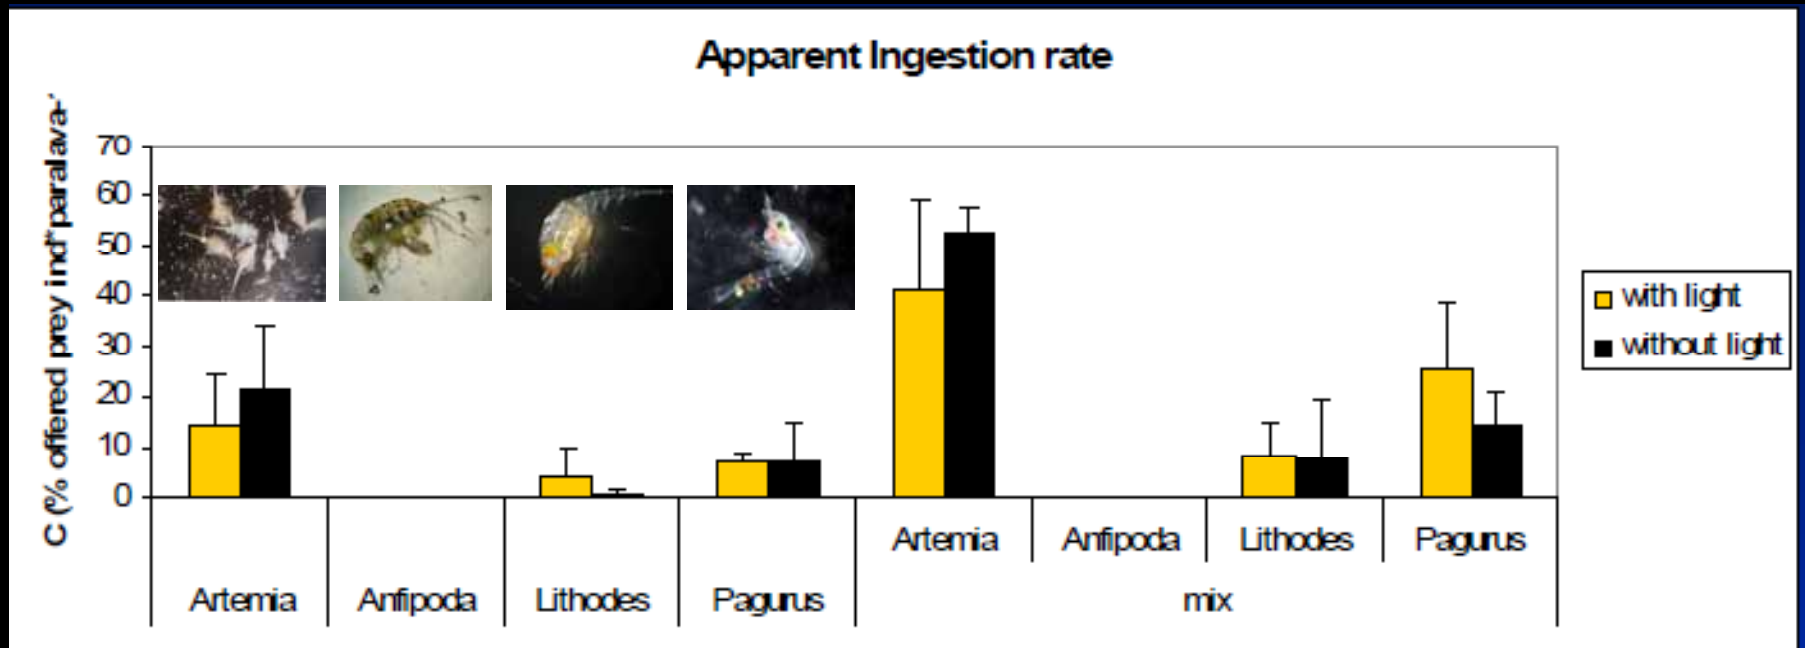 Apparent Ingestion rate
C (% offered prey ind*paralava-
70
60
50
40
30
20
10
0
with light
without light
Artemia
Anfipoda
Lithodes
Pagurus
Artemia
Anfipoda
Lithodes
Pagurus
mix